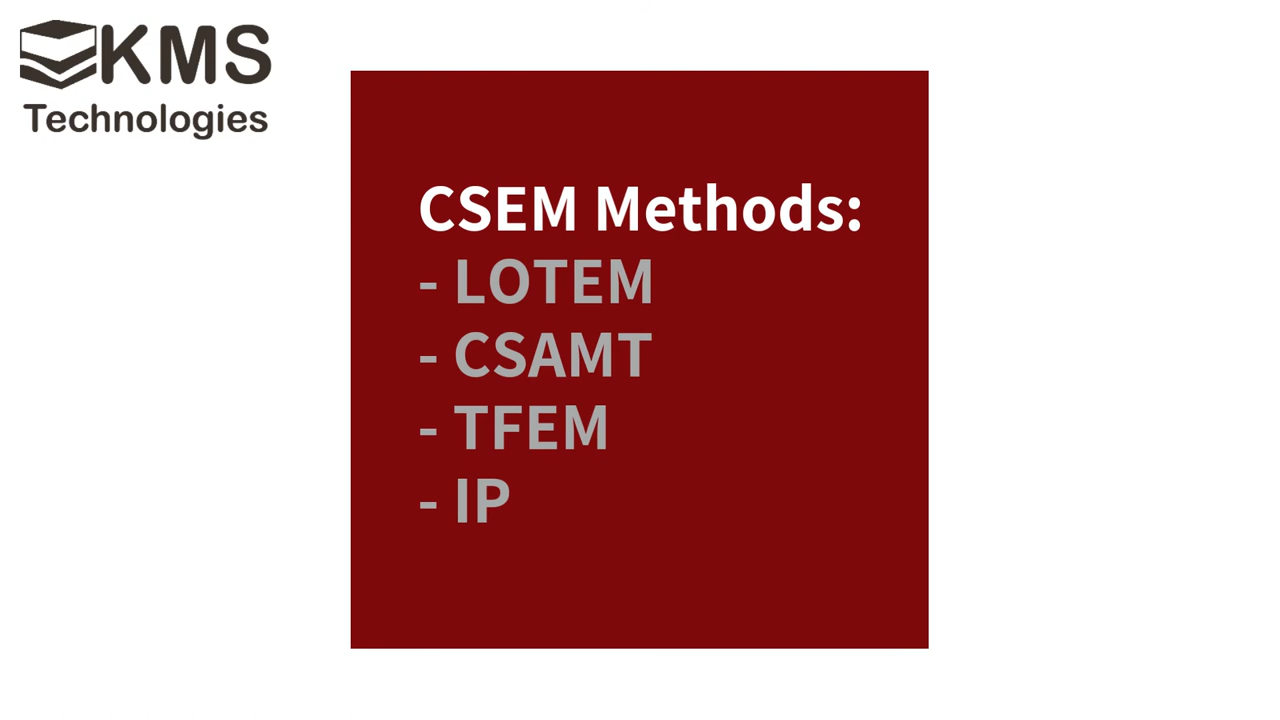 KMS
Technologies
CSEM Methods:
- LOTEM
- CSAMT
- TFEM
- IP